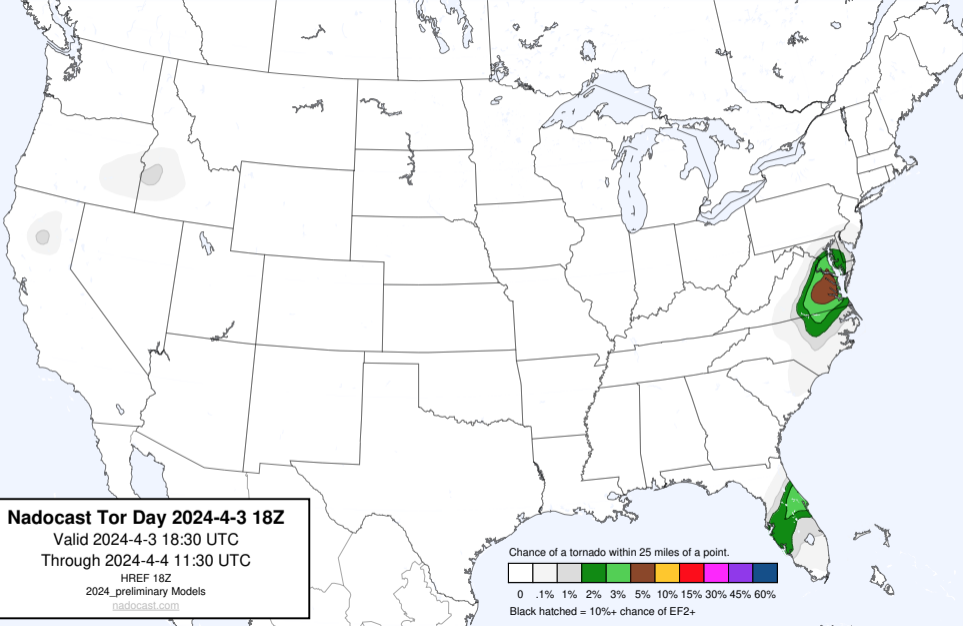 Nadocast Tor Day 2024-4-3 18Z
Valid 2024-4-3 18:30 UTC
Through 2024-4-4 11:30 UTC
HREF 18Z
2024_preliminary Models
nadocast.com
Chance of a tornado within 25 miles of a point.
0 .1% 1% 2% 3% 5% 10% 15% 30% 45% 60%
Black hatched = 10%+ chance of EF2+